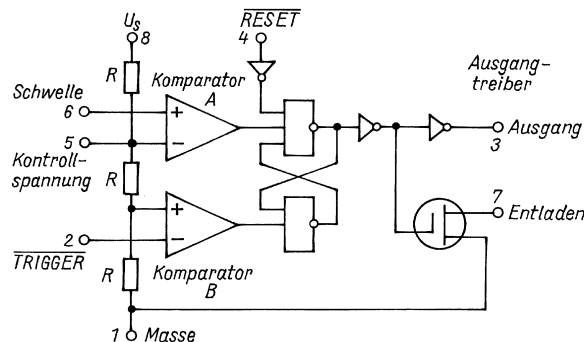 U_S
8
RESET
4
R
Komparator
A
Ausgang-
treiber
Schwelle
6
+
5
−
Ausgang
3
Kontroll-
spannung
R
7
Entladen
+
2
−
TRIGGER
R
Komparator
B
1
Masse